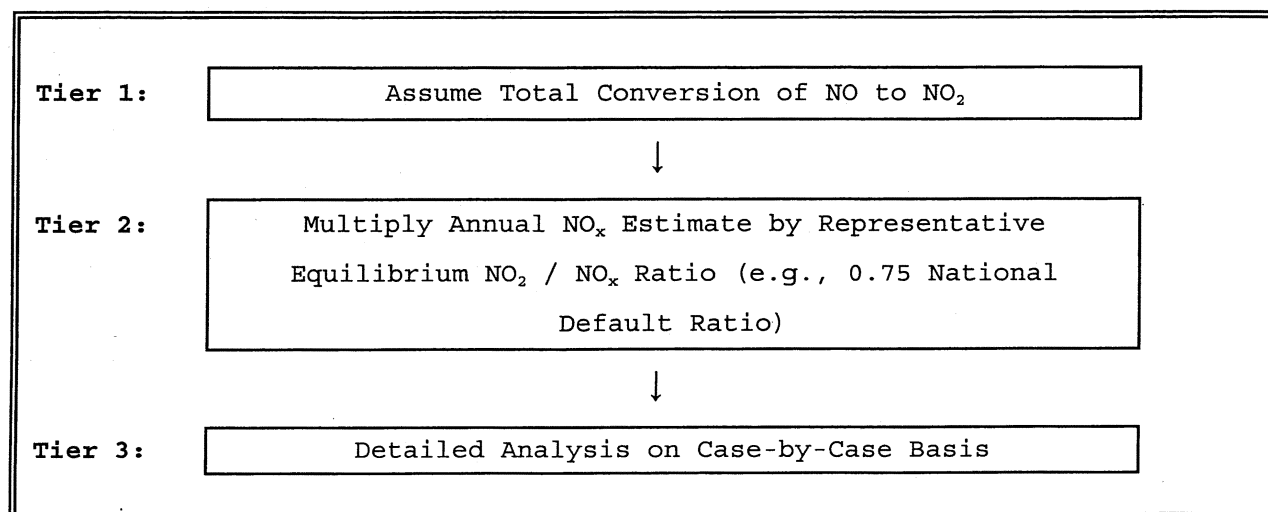 Tier 1: Assume Total Conversion of NO to NO₂
↓
Tier 2: Multiply Annual NOₓ Estimate by Representative
Equilibrium NO₂ / NOₓ Ratio (e.g., 0.75 National
Default Ratio)
↓
Tier 3: Detailed Analysis on Case-by-Case Basis